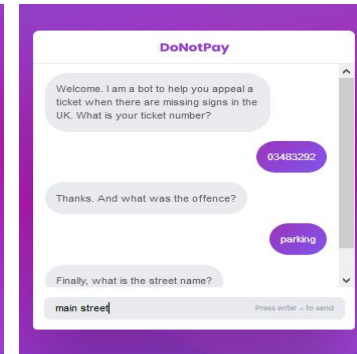 DoNotPay
Welcome. I am a bot to help you appeal a
ticket when there are missing signs in the
UK. What is your ticket number?
03483292
Thanks. And what was the offence?
parking
Finally, what is the street name?
main street
Press enter ↲ to send